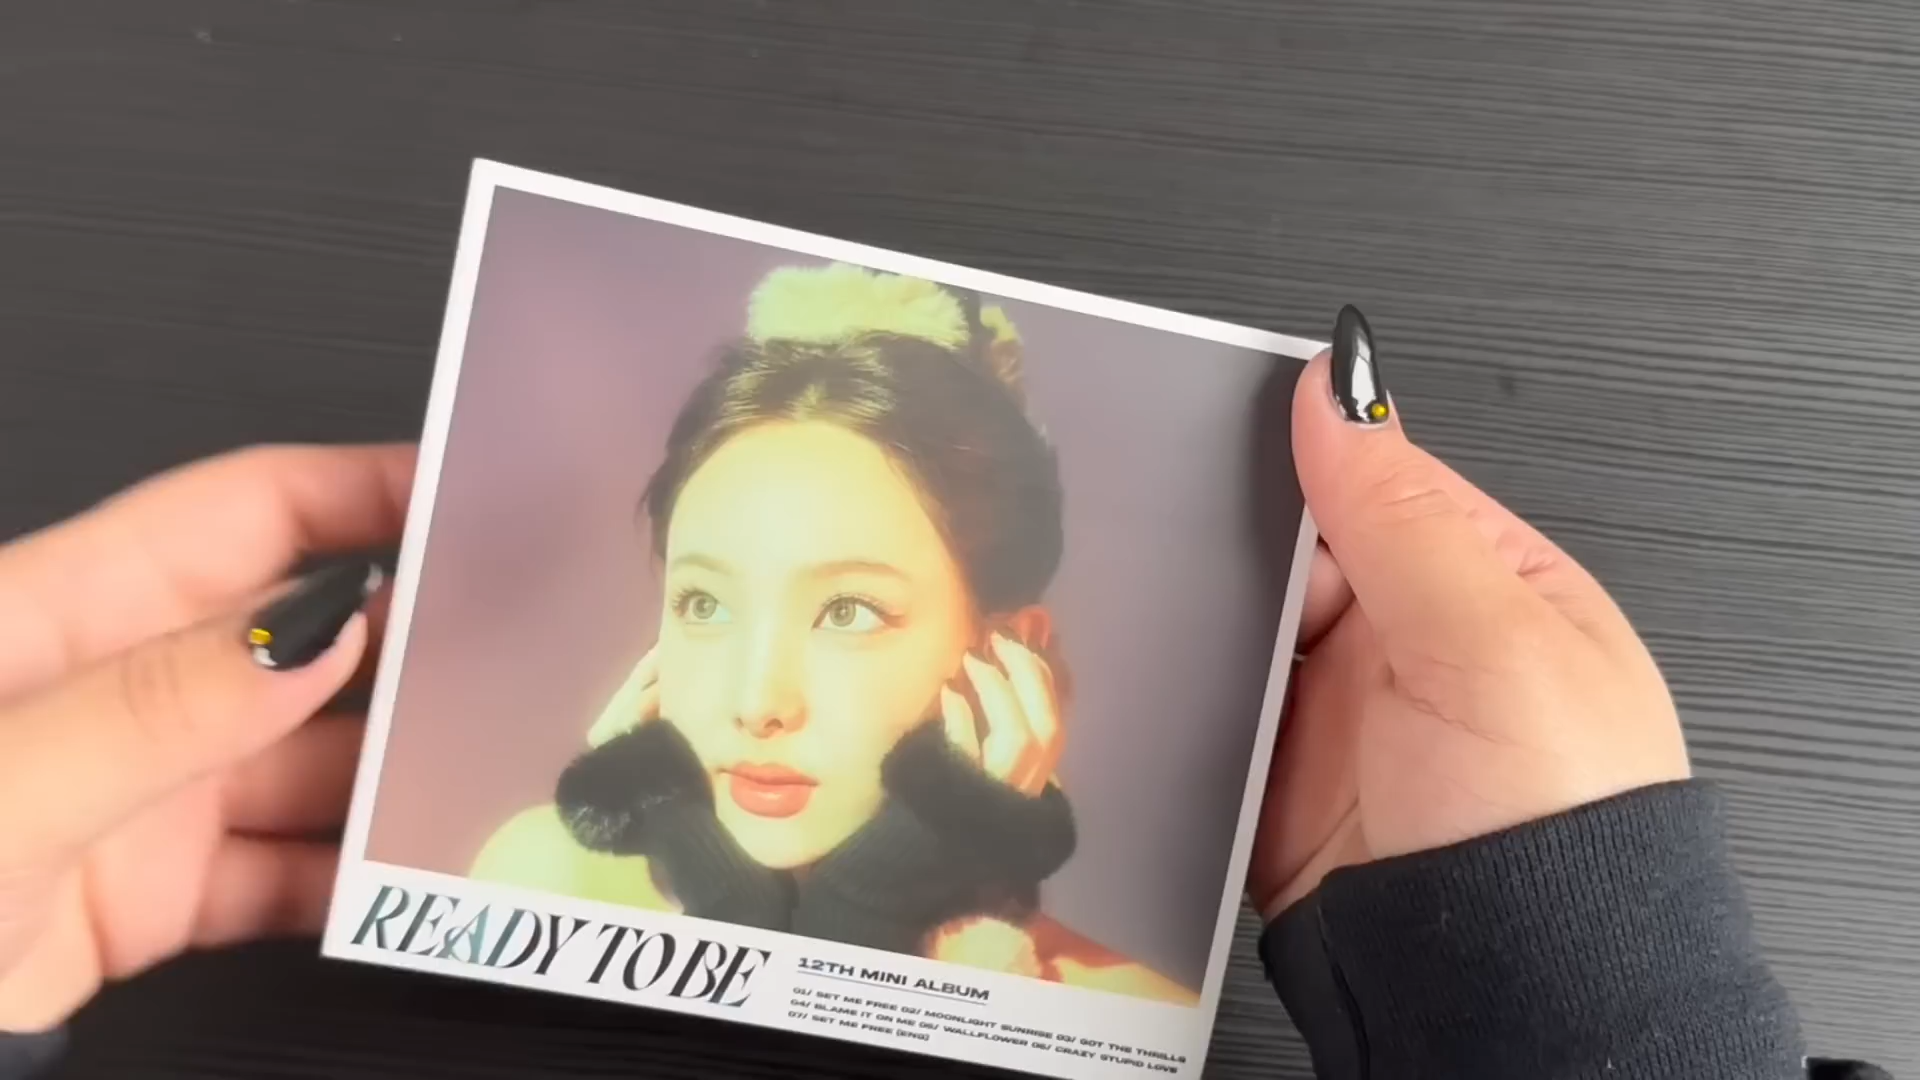 READY TO BE
12TH MINI ALBUM
01/ SET ME FREE 02/ MOONLIGHT SUNRISE 03/ GOT THE THRILLS
04/ BLAME IT ON ME 05/ WALLFLOWER 06/ CRAZY STUPID LOVE
07/ SET ME FREE (ENG)